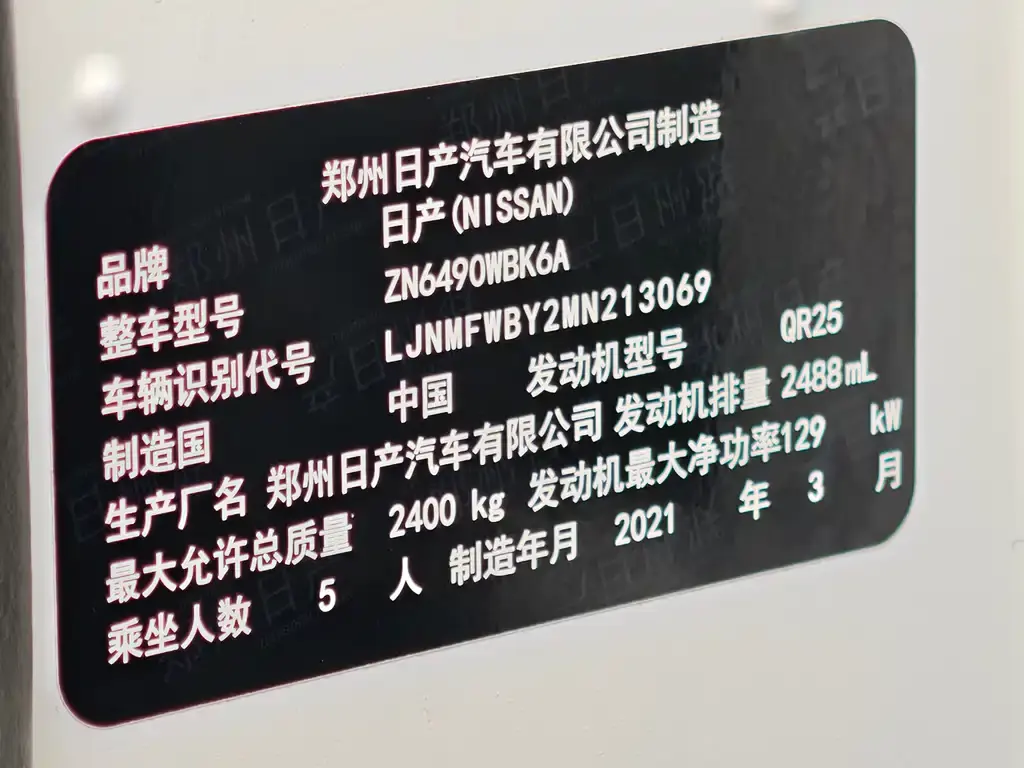 郑州日产汽车有限公司制造
品牌 日产(NISSAN)
整车型号 ZN6490WBK6A
车辆识别代号 LJNMFWBY2MN213069
制造国 中国 发动机型号 QR25
生产厂名 郑州日产汽车有限公司 发动机排量 2488mL
最大允许总质量 2400 kg 发动机最大净功率129 kW
乘坐人数 5 人 制造年月 2021 年 3 月